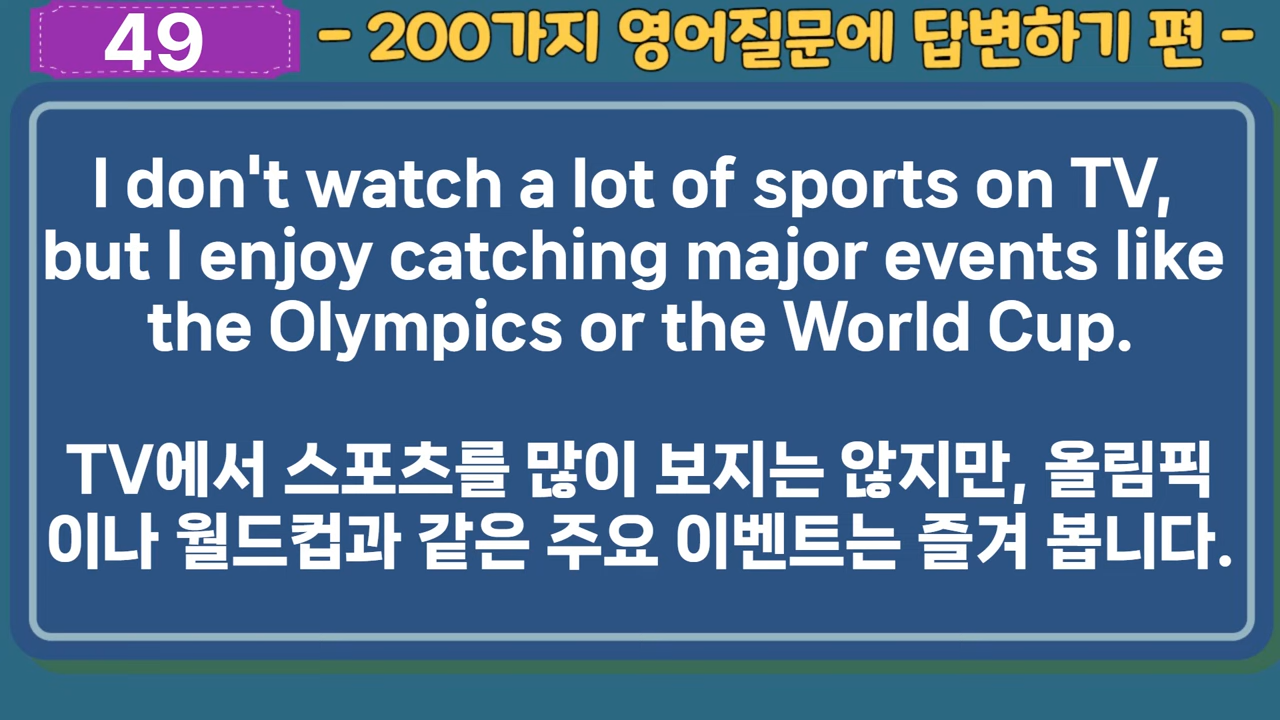 49
- 200가지 영어질문에 답변하기 편 -
I don't watch a lot of sports on TV,
but I enjoy catching major events like
the Olympics or the World Cup.
TV에서 스포츠를 많이 보지는 않지만, 올림픽
이나 월드컵과 같은 주요 이벤트는 즐겨 봅니다.